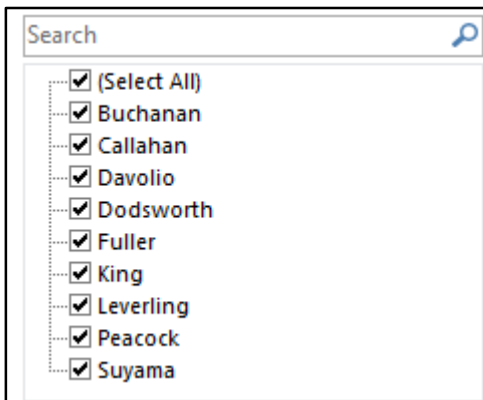 Search
(Select All)
Buchanan
Callahan
Davolio
Dodsworth
Fuller
King
Leverling
Peacock
Suyama